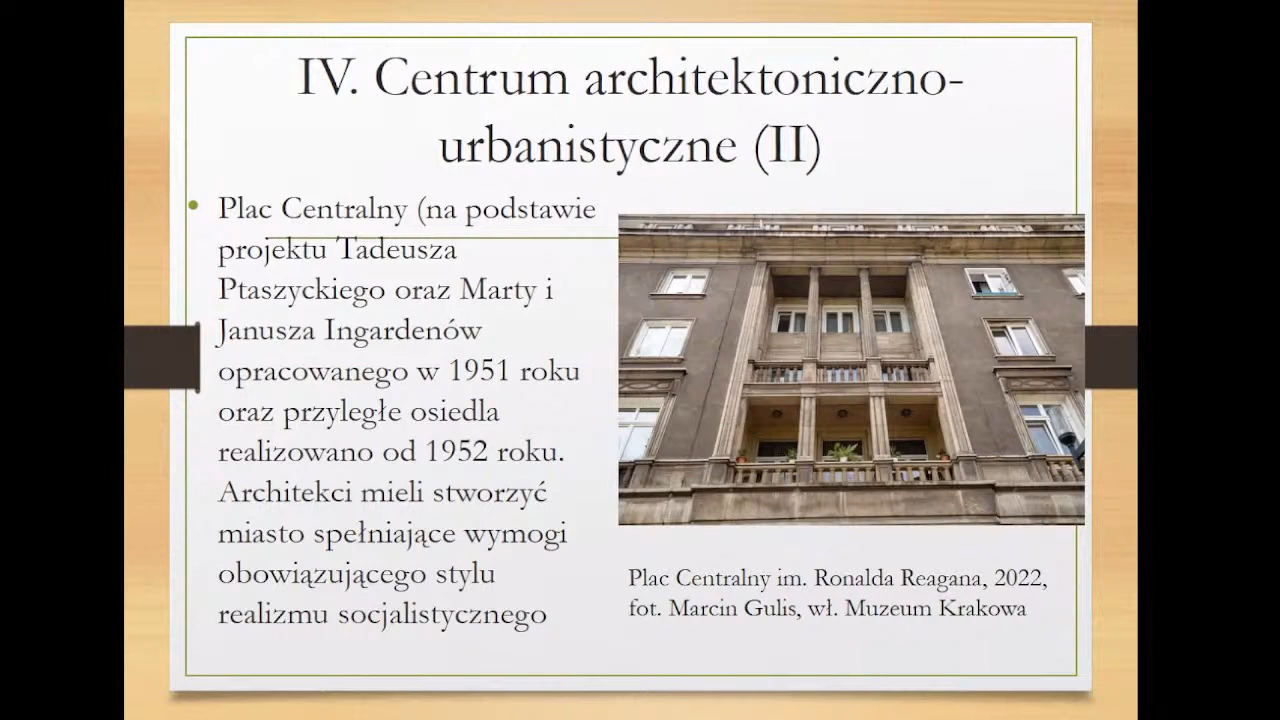 IV. Centrum architektoniczno-
urbanistyczne (II)
• Plac Centralny (na podstawie
projektu Tadeusza
Ptaszyckiego oraz Marty i
Janusza Ingardenów
opracowanego w 1951 roku
oraz przyległe osiedla
realizowano od 1952 roku.
Architekci mieli stworzyć
miasto spełniające wymogi
obowiązującego stylu
realizmu socjalistycznego
Plac Centralny im. Ronalda Reagana, 2022,
fot. Marcin Gulis, wł. Muzeum Krakowa